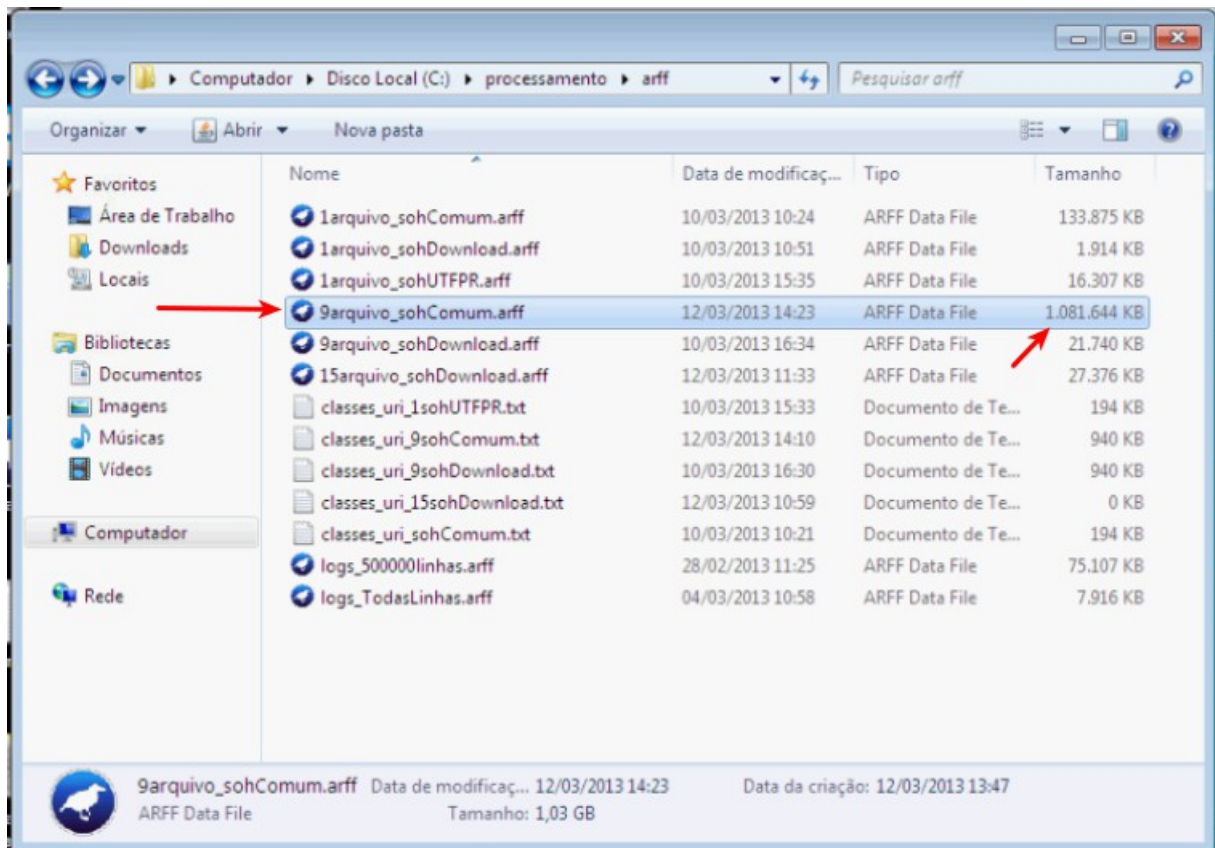 Computador Disco Local (C:) processamento arff Pesquisar arff
Organizar Abrir Nova pasta
Favoritos
Área de Trabalho
Downloads
Locais
Bibliotecas
Documentos
Imagens
Músicas
Vídeos
Computador
Rede
Nome Data de modificaç... Tipo Tamanho
1arquivo_sohComum.arff 10/03/2013 10:24 ARFF Data File 133.875 KB
1arquivo_sohDownload.arff 10/03/2013 10:51 ARFF Data File 1.914 KB
1arquivo_sohUTFPR.arff 10/03/2013 15:35 ARFF Data File 16.307 KB
9arquivo_sohComum.arff 12/03/2013 14:23 ARFF Data File 1.081.644 KB
9arquivo_sohDownload.arff 10/03/2013 16:34 ARFF Data File 21.740 KB
15arquivo_sohDownload.arff 12/03/2013 11:33 ARFF Data File 27.376 KB
classes_uri_1sohUTFPR.txt 10/03/2013 15:33 Documento de Te... 194 KB
classes_uri_9sohComum.txt 12/03/2013 14:10 Documento de Te... 940 KB
classes_uri_9sohDownload.txt 10/03/2013 16:30 Documento de Te... 940 KB
classes_uri_15sohDownload.txt 12/03/2013 10:59 Documento de Te... 0 KB
classes_uri_sohComum.txt 10/03/2013 10:21 Documento de Te... 194 KB
logs_500000linhas.arff 28/02/2013 11:25 ARFF Data File 75.107 KB
logs_TodasLinhas.arff 04/03/2013 10:58 ARFF Data File 7.916 KB
9arquivo_sohComum.arff Data de modificaç... 12/03/2013 14:23 Data da criação: 12/03/2013 13:47
ARFF Data File Tamanho: 1,03 GB